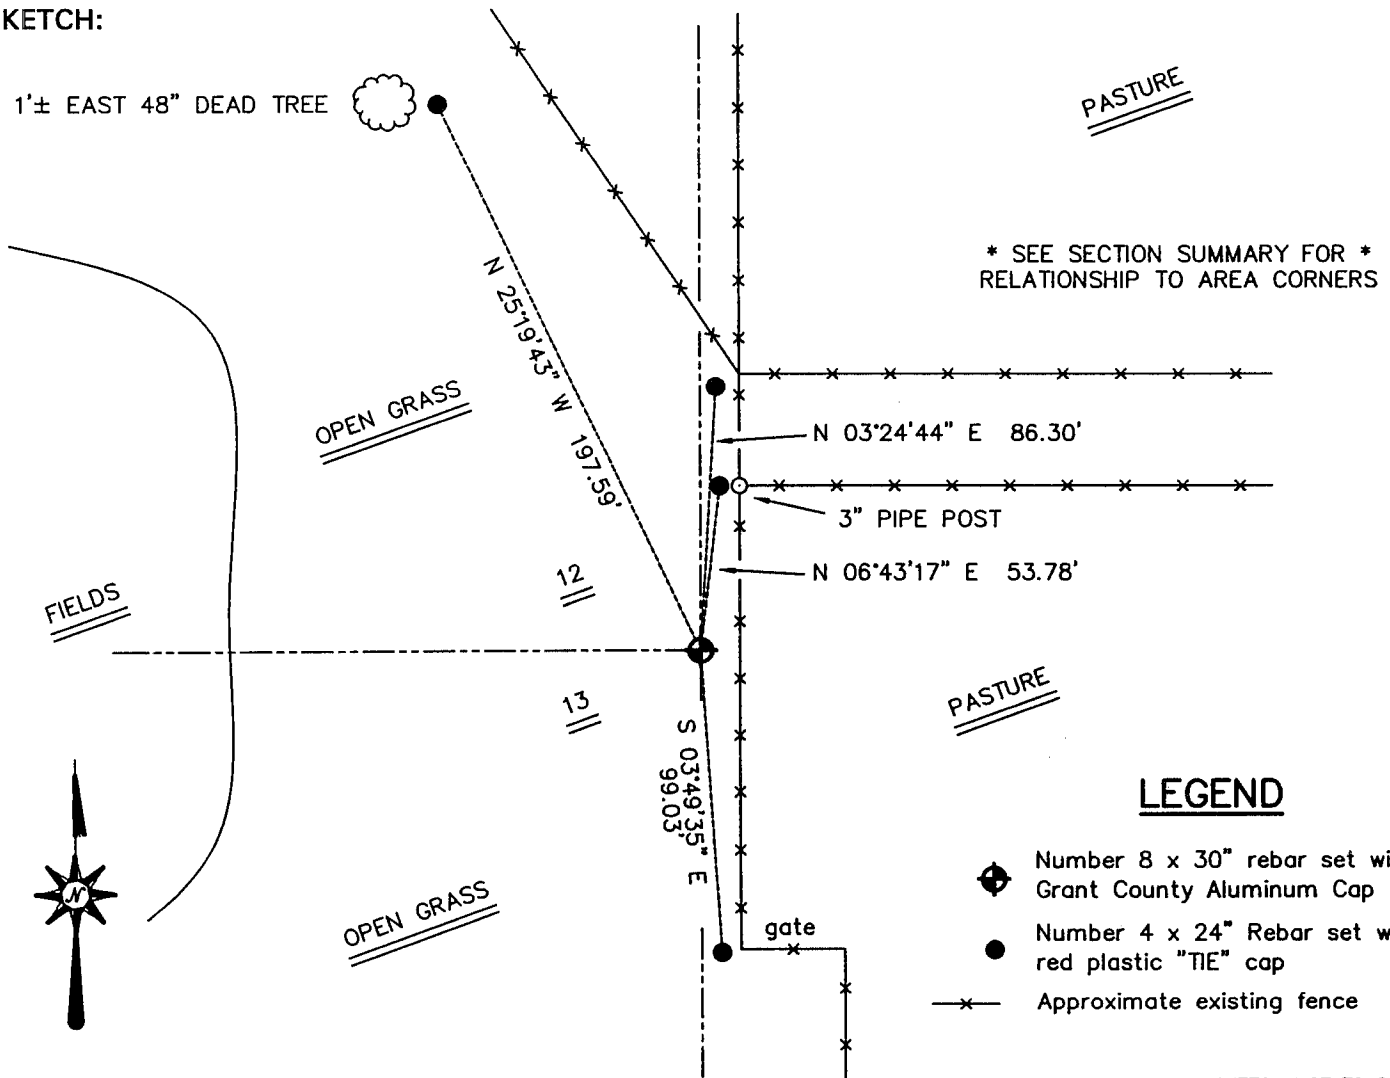 KETCH:
1'± EAST 48" DEAD TREE
PASTURE
* SEE SECTION SUMMARY FOR *
RELATIONSHIP TO AREA CORNERS
N 25°19'43" W 197.59'
OPEN GRASS
N 03°24'44" E 86.30'
3" PIPE POST
N 06°43'17" E 53.78'
12
FIELDS
13
PASTURE
S 03°49'35" E
99.03'
LEGEND
Number 8 x 30" rebar set wi
Grant County Aluminum Cap
N
OPEN GRASS
gate
Number 4 x 24" Rebar set w
red plastic "TIE" cap
Approximate existing fence